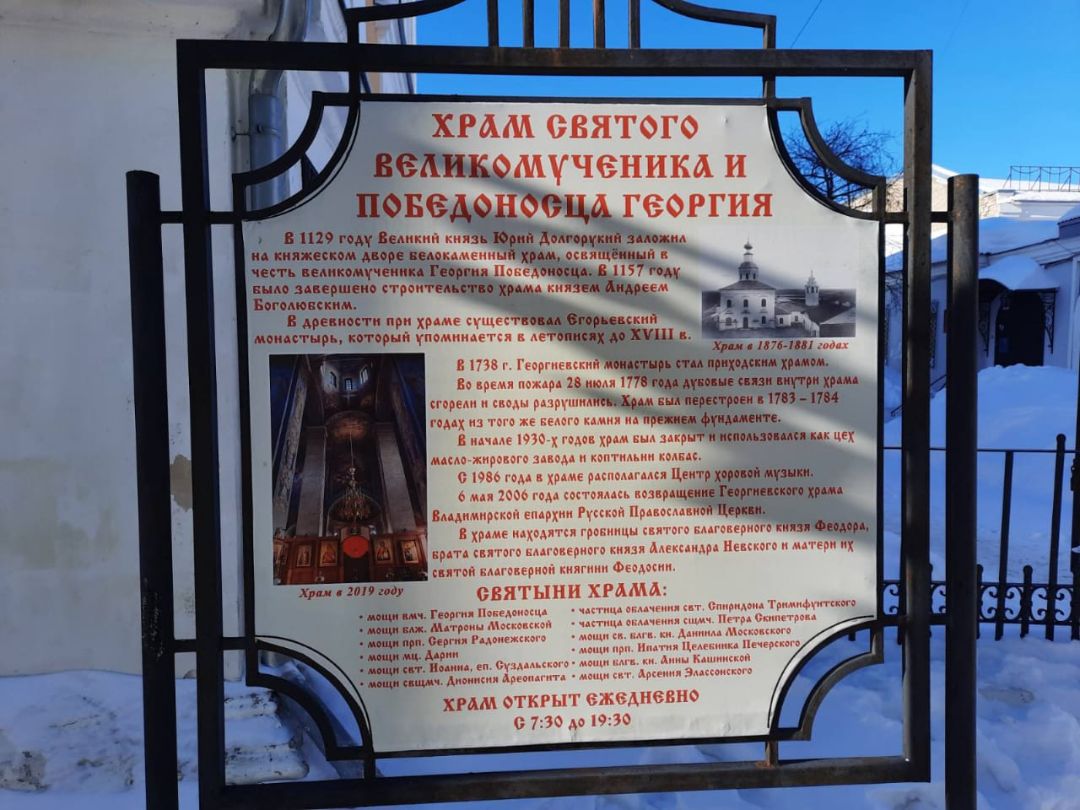 ХРАМ СВЯТОГО
ВЕЛИКОМУЧЕНИКА И
ПОБЕДОНОСЦА ГЕОРГИЯ
В 1129 году Великий князь Юрий Долгорукий заложил
на княжеском дворе белокаменный храм, освящённый в
честь великомученика Георгия Победоносца. В 1157 году
было завершено строительство храма князем Андреем
Боголюбским.
В древности при храме существовал Егорьевский
монастырь, который упоминается в летописях до XVIII в.
Храм в 1876-1881 годах
В 1738 г. Георгиевский монастырь стал приходским храмом.
Во время пожара 28 июля 1778 года дубовые связи внутри храма
сгорели и своды разрушились. Храм был перестроен в 1783 – 1784
годах из того же белого камня на прежнем фундаменте.
В начале 1930-х годов храм был закрыт и использовался как цех
масло-жирового завода и коптильни колбас.
С 1986 года в храме располагался Центр хоровой музыки.
6 мая 2006 года состоялась возвращение Георгиевского храма
Владимирской епархии Русской Православной Церкви.
В храме находятся гробницы святого благоверного князя Феодора,
брата святого благоверного князя Александра Невского и матери их
святой благоверной княгини Феодосии.
Храм в 2019 году
СВЯТЫНИ ХРАМА:
• мощи вмч. Георгия Победоносца
• мощи блж. Матроны Московской
• мощи прп. Сергия Радонежского
• мощи мц. Дарии
• мощи свт. Иоанна, еп. Суздальского
• мощи свщмч. Дионисия Ареопагита
• частица облачения свт. Спиридона Тримифунтского
• частица облачения сщмч. Петра Скипетрова
• мощи св. блгв. кн. Даниила Московского
• мощи прп. Ипатия Целебника Печерского
• мощи блгв. кн. Анны Кашинской
• мощи свт. Арсения Элассонского
ХРАМ ОТКРЫТ ЕЖЕДНЕВНО
С 7:30 до 19:30